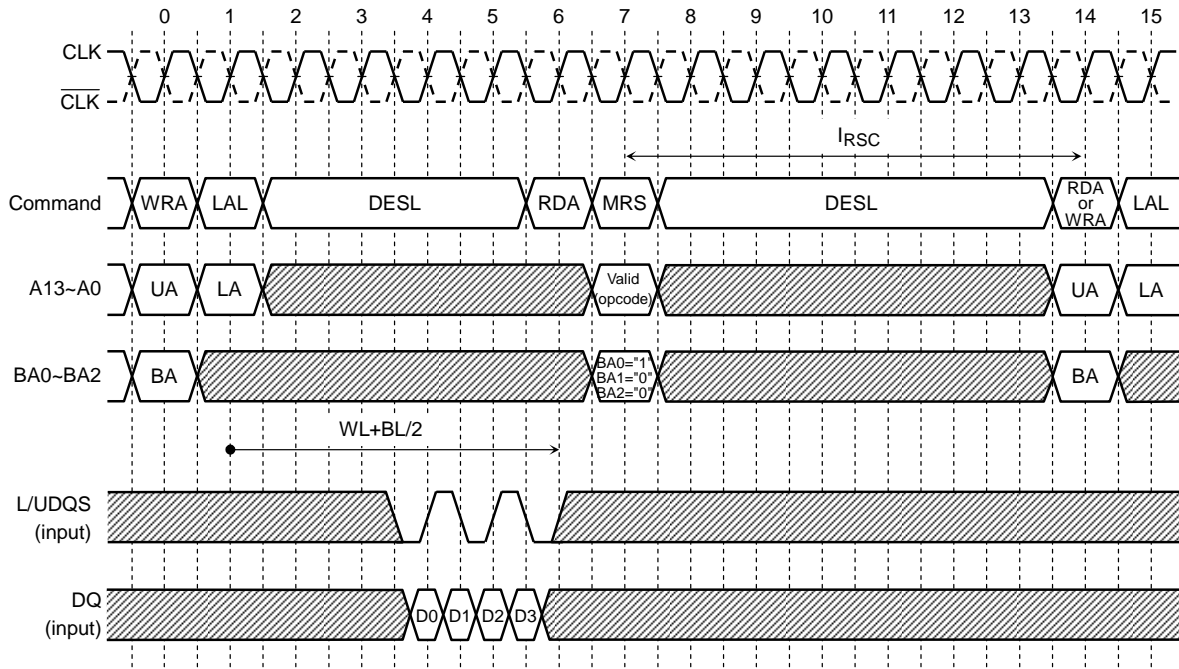 0 1 2 3 4 5 6 7 8 9 10 11 12 13 14 15
CLK
CLK
IRSC
Command WRA LAL DESL RDA MRS DESL RDA or WRA LAL
A13~A0 UA LA Valid (opcode) UA LA
BA0~BA2 BA BA0="1" BA1="0" BA2="0" BA
WL+BL/2
L/UDQS
(input)
DQ D0 D1 D2 D3
(input)